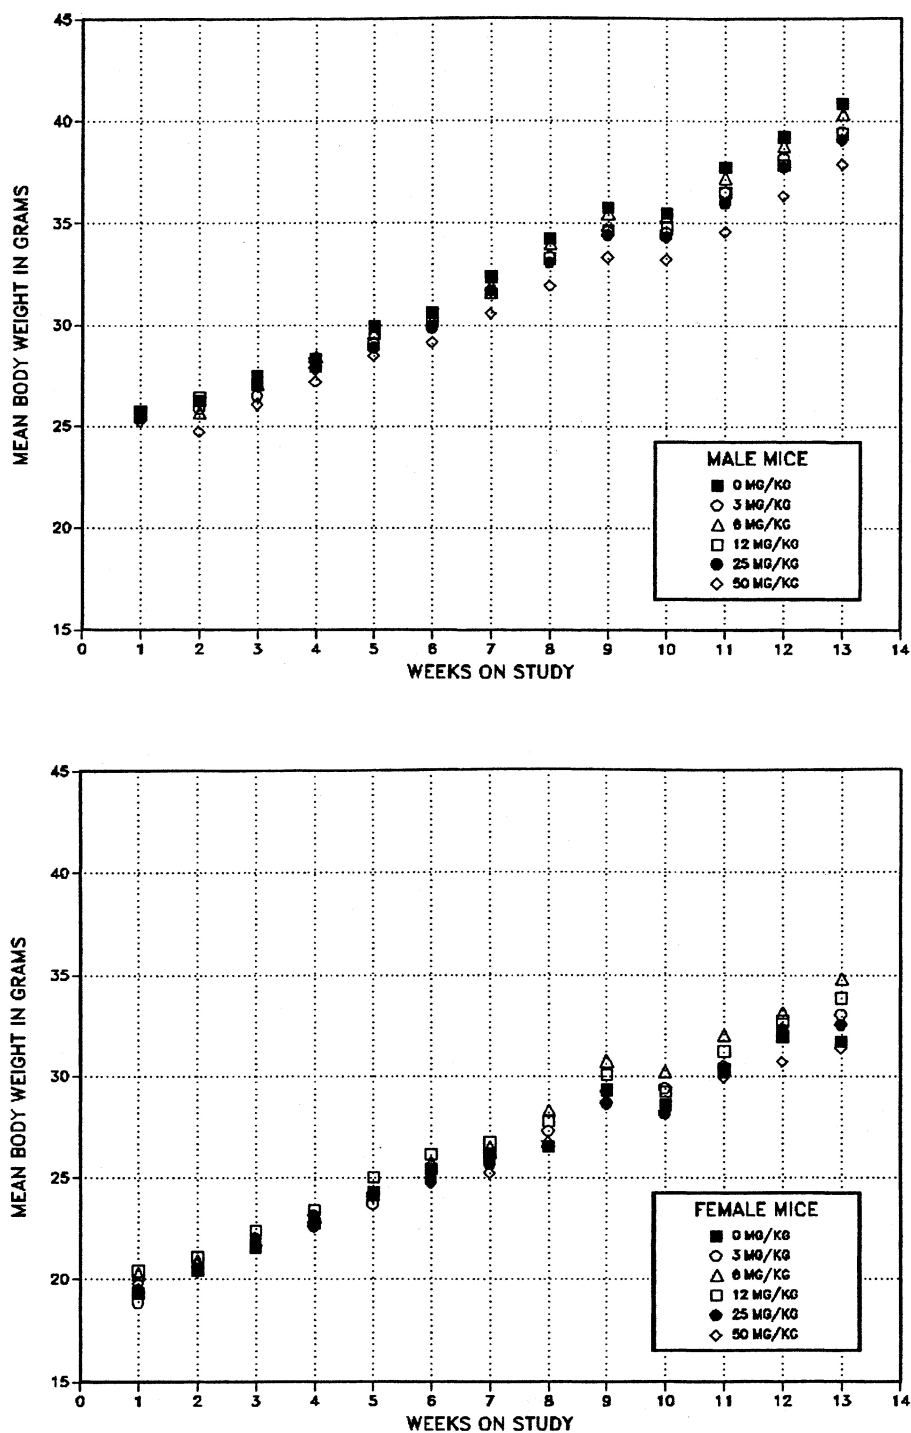 45
40
35
30
25
20
15
MEAN BODY WEIGHT IN GRAMS
MALE MICE
0 MG/KG
3 MG/KG
6 MG/KG
12 MG/KG
25 MG/KG
50 MG/KG
0 1 2 3 4 5 6 7 8 9 10 11 12 13 14
WEEKS ON STUDY
45
40
35
30
25
20
15
MEAN BODY WEIGHT IN GRAMS
FEMALE MICE
0 MG/KG
3 MG/KG
6 MG/KG
12 MG/KG
25 MG/KG
50 MG/KG
0 1 2 3 4 5 6 7 8 9 10 11 12 13 14
WEEKS ON STUDY